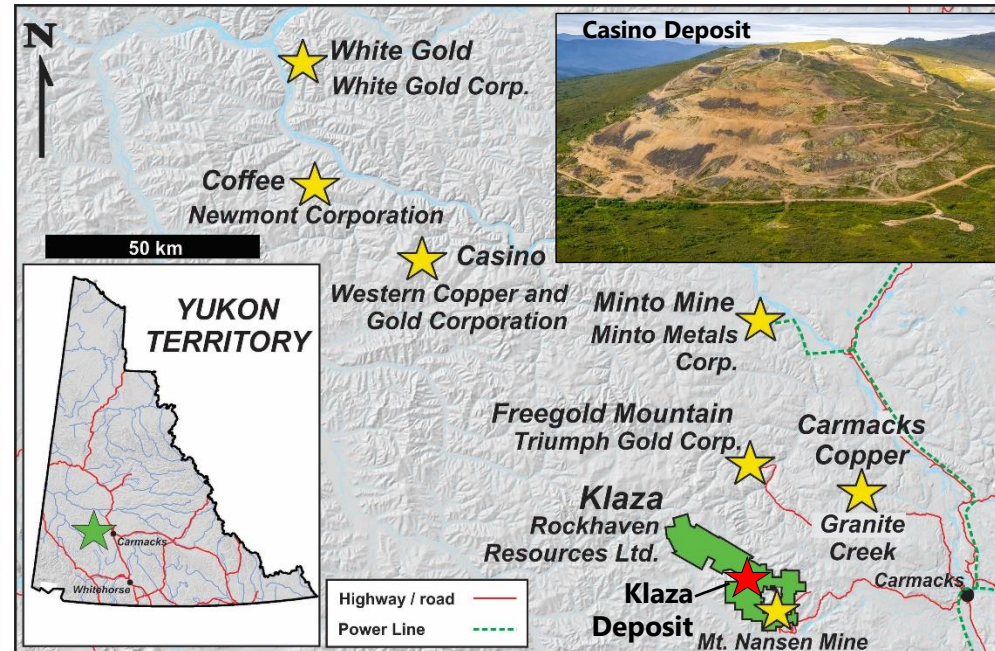 N
White Gold
White Gold Corp.
Casino Deposit
Coffee
Newmont Corporation
50 km
Casino
Western Copper and
Gold Corporation
Minto Mine
Minto Metals
Corp.
YUKON
TERRITORY
Carmacks
Whitehorse
Freegold Mountain
Triumph Gold Corp.
Carmacks
Copper
Granite
Creek
Klaza
Rockhaven
Resources Ltd.
Klaza
Deposit
Mt. Nansen Mine
Carmacks
Highway / road
Power Line